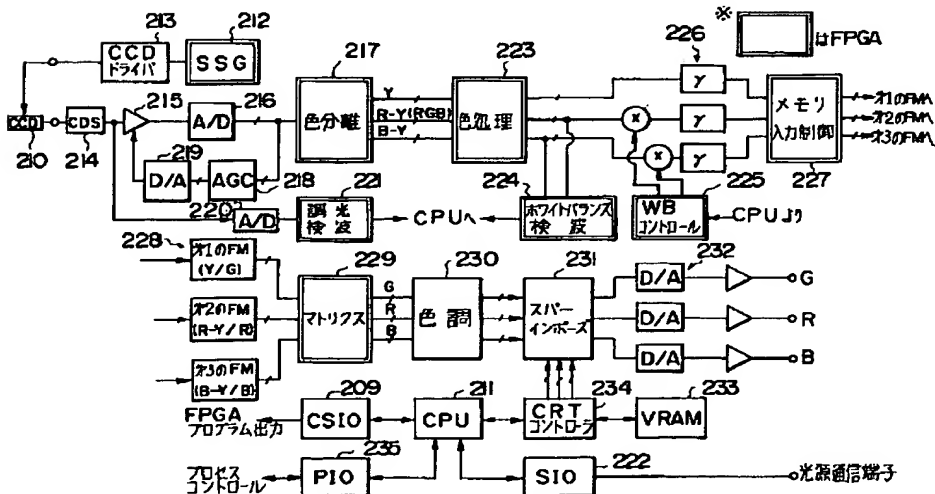 ※
はFPGA
213
CCD
ドライバ
212
SSG
217
色分離
223
色処理
226
γ
γ
γ
メモリ
入力制御
227
オ1のFMへ
オ2のFMへ
オ3のFMへ
Y
R-Y(RGB)
B-Y
CCD
210
CDS
214
215
A/D
216
219
D/A
AGC
218
220
A/D
221
調光
検波
CPUへ
224
ホワイトバランス
検波
225
WB
コントロール
CPUより
228
オ1のFM
(Y/G)
オ2のFM
(R-Y/R)
オ3のFM
(B-Y/B)
229
マトリクス
G
R
B
230
色調
231
スパー
インポーズ
232
D/A
D/A
D/A
G
R
B
FPGA
プログラム出力
209
CSIO
211
CPU
234
CRT
コントローラ
233
VRAM
プロセス
コントロール
235
PIO
222
SIO
光源通信端子